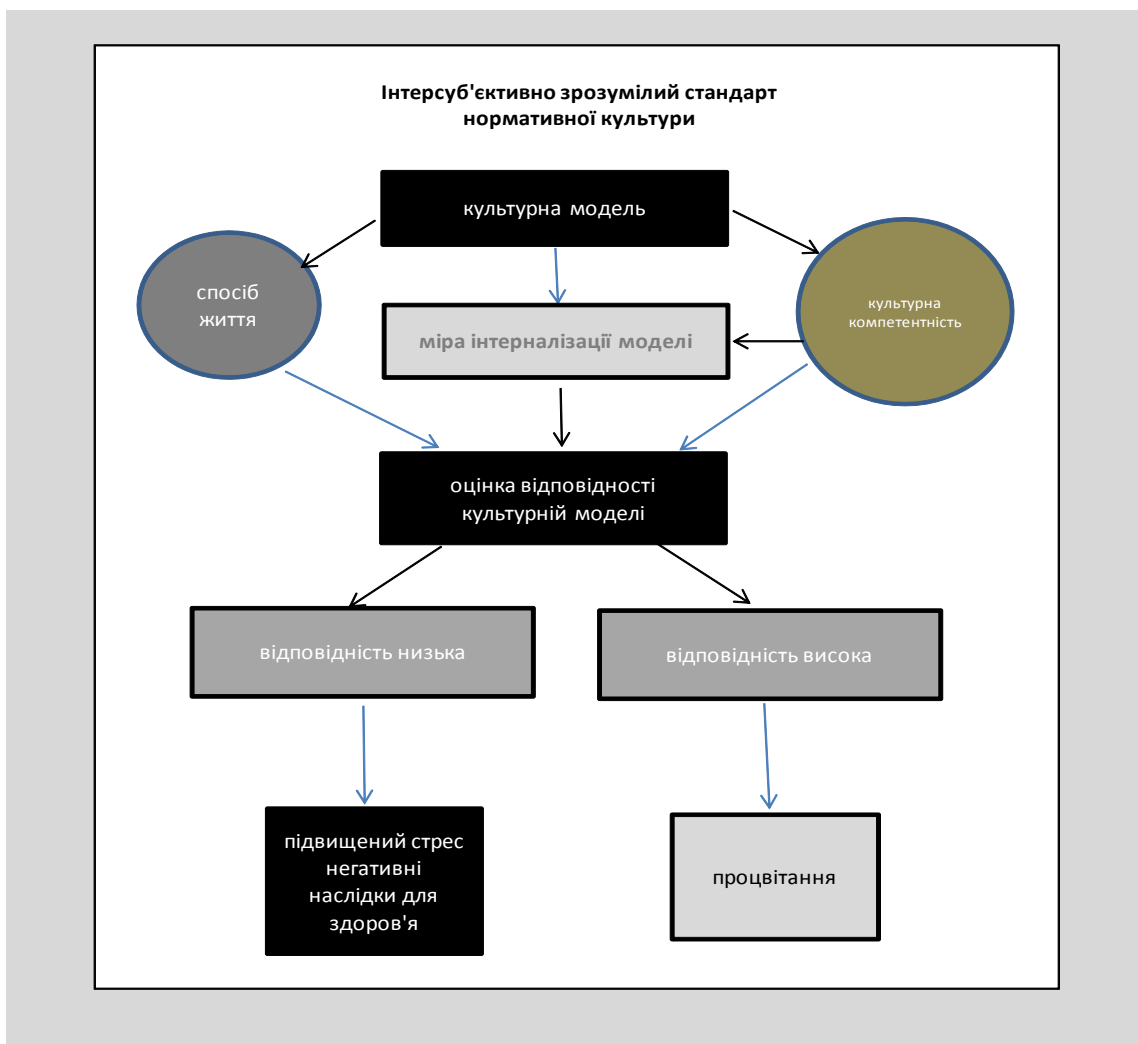 Інтерсуб'єктивно зрозумілий стандарт
нормативної культури
культурна модель
спосіб
життя
культурна
компетентність
міра інтерналізації моделі
оцінка відповідності
культурній моделі
відповідність низька
відповідність висока
підвищений стрес
негативні
наслідки для
здоров'я
процвітання